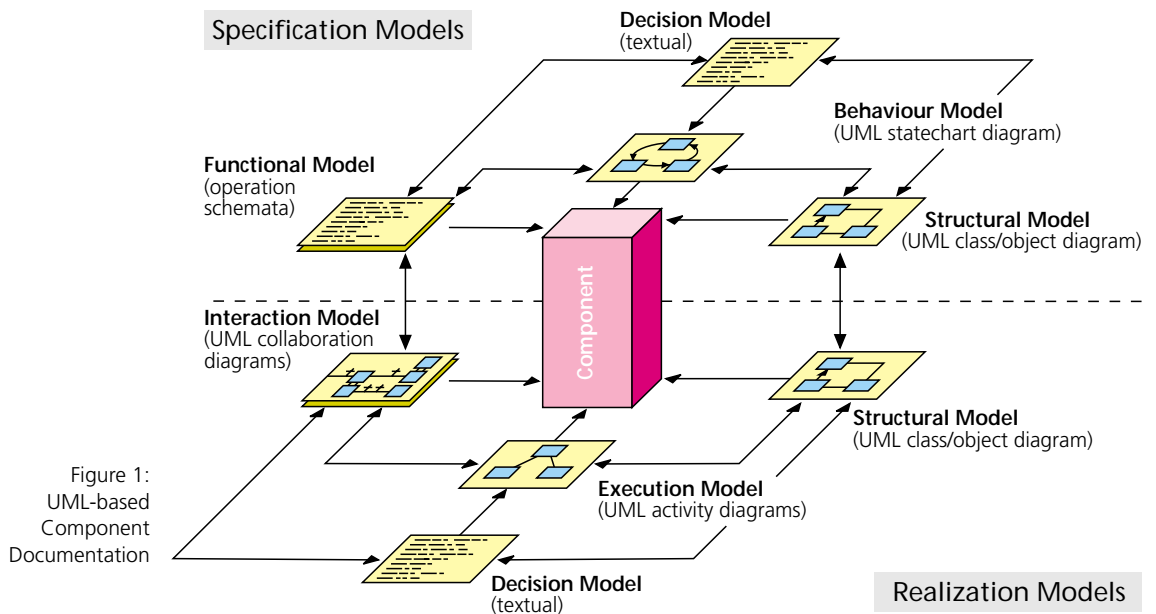 Specification Models
Decision Model
(textual)
Behaviour Model
(UML statechart diagram)
Functional Model
(operation
schemata)
Structural Model
(UML class/object diagram)
Component
Interaction Model
(UML collaboration
diagrams)
Structural Model
(UML class/object diagram)
Figure 1:
UML-based
Component
Documentation
Execution Model
(UML activity diagrams)
Decision Model
(textual)
Realization Models